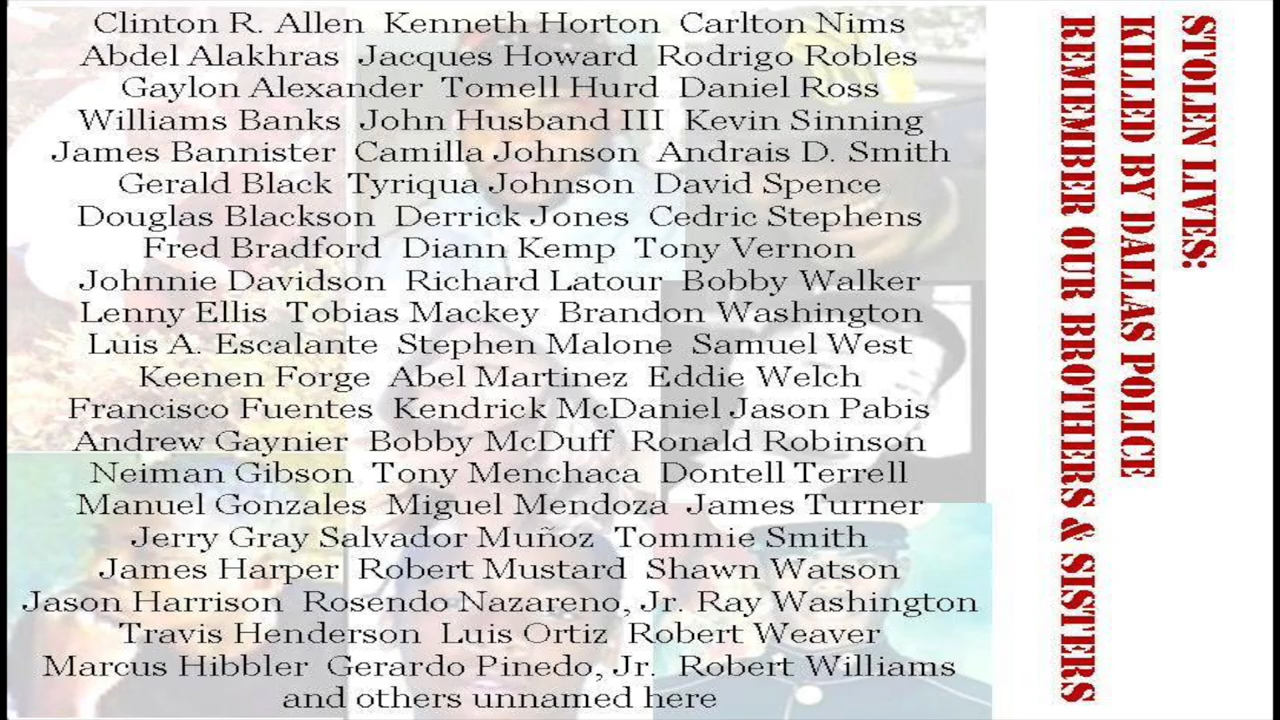 Clinton R. Allen Kenneth Horton Carlton Nims
Abdel Alakhras Jacques Howard Rodrigo Robles
Gaylon Alexander Tomell Hurd Daniel Ross
Williams Banks John Husband III Kevin Sinning
James Bannister Camilla Johnson Andrais D. Smith
Gerald Black Tyriqua Johnson David Spence
Douglas Blackson Derrick Jones Cedric Stephens
Fred Bradford Diann Kemp Tony Vernon
Johnnie Davidson Richard Latour Bobby Walker
Lenny Ellis Tobias Mackey Brandon Washington
Luis A. Escalante Stephen Malone Samuel West
Keenen Forge Abel Martinez Eddie Welch
Francisco Fuentes Kendrick McDaniel Jason Pabis
Andrew Gaynier Bobby McDuff Ronald Robinson
Neiman Gibson Tony Menchaca Dontell Terrell
Manuel Gonzales Miguel Mendoza James Turner
Jerry Gray Salvador Muñoz Tommie Smith
James Harper Robert Mustard Shawn Watson
Jason Harrison Rosendo Nazareno, Jr. Ray Washington
Travis Henderson Luis Ortiz Robert Weaver
Marcus Hibbler Gerardo Pinedo, Jr. Robert Williams
and others unnamed here
STOLEN LIVES:
KILLED BY DALLAS POLICE
REMEMBER OUR BROTHERS & SISTERS